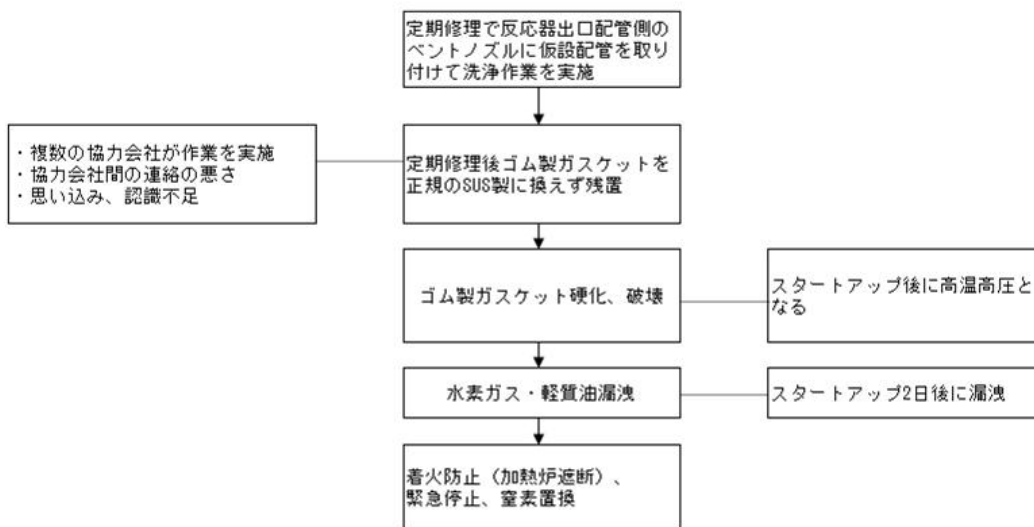 定期修理で反応器出口配管側の
ベントノズルに仮設配管を取り
付けて洗浄作業を実施
・複数の協力会社が作業を実施
・協力会社間の連絡の悪さ
・思い込み、認識不足
定期修理後ゴム製ガスケットを
正規のSUS製に換えず残置
ゴム製ガスケット硬化、破壊
スタートアップ後に高温高圧と
なる
水素ガス・軽質油漏洩
スタートアップ2日後に漏洩
着火防止（加熱炉遮断）、
緊急停止、窒素置換